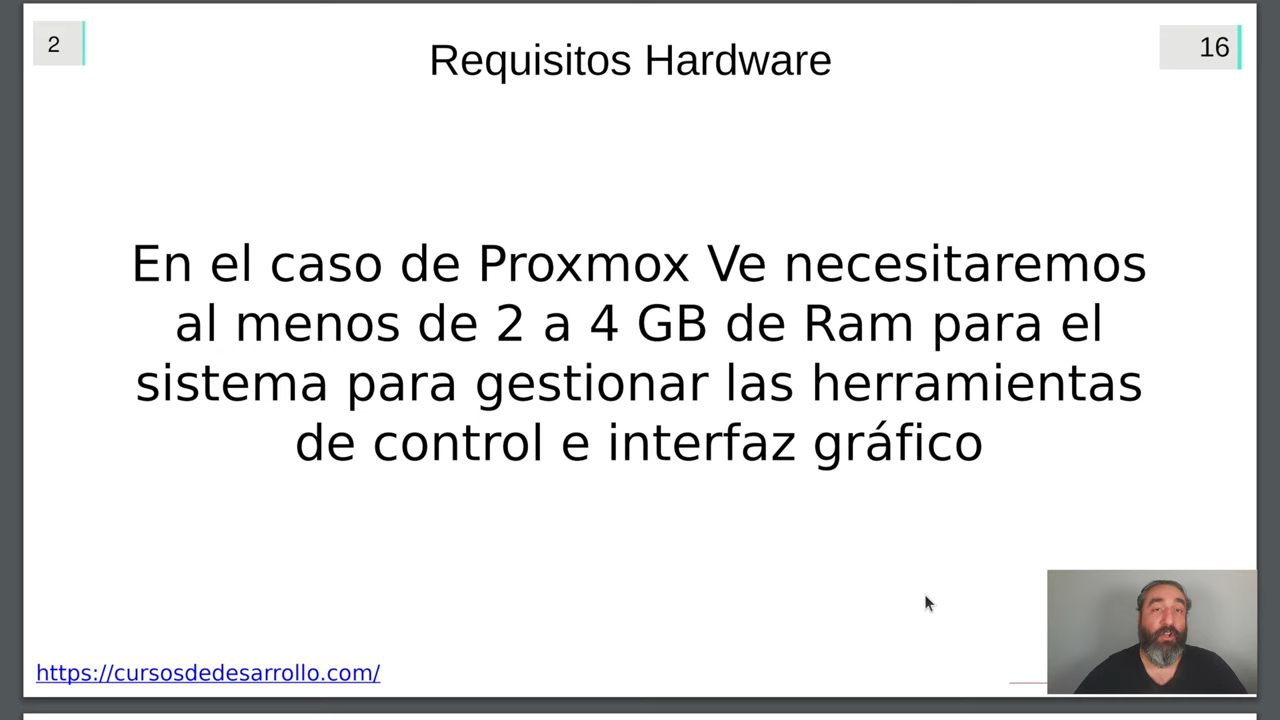 2
Requisitos Hardware
16
En el caso de Proxmox Ve necesitaremos
al menos de 2 a 4 GB de Ram para el
sistema para gestionar las herramientas
de control e interfaz gráfico
https://cursosdedesarrollo.com/